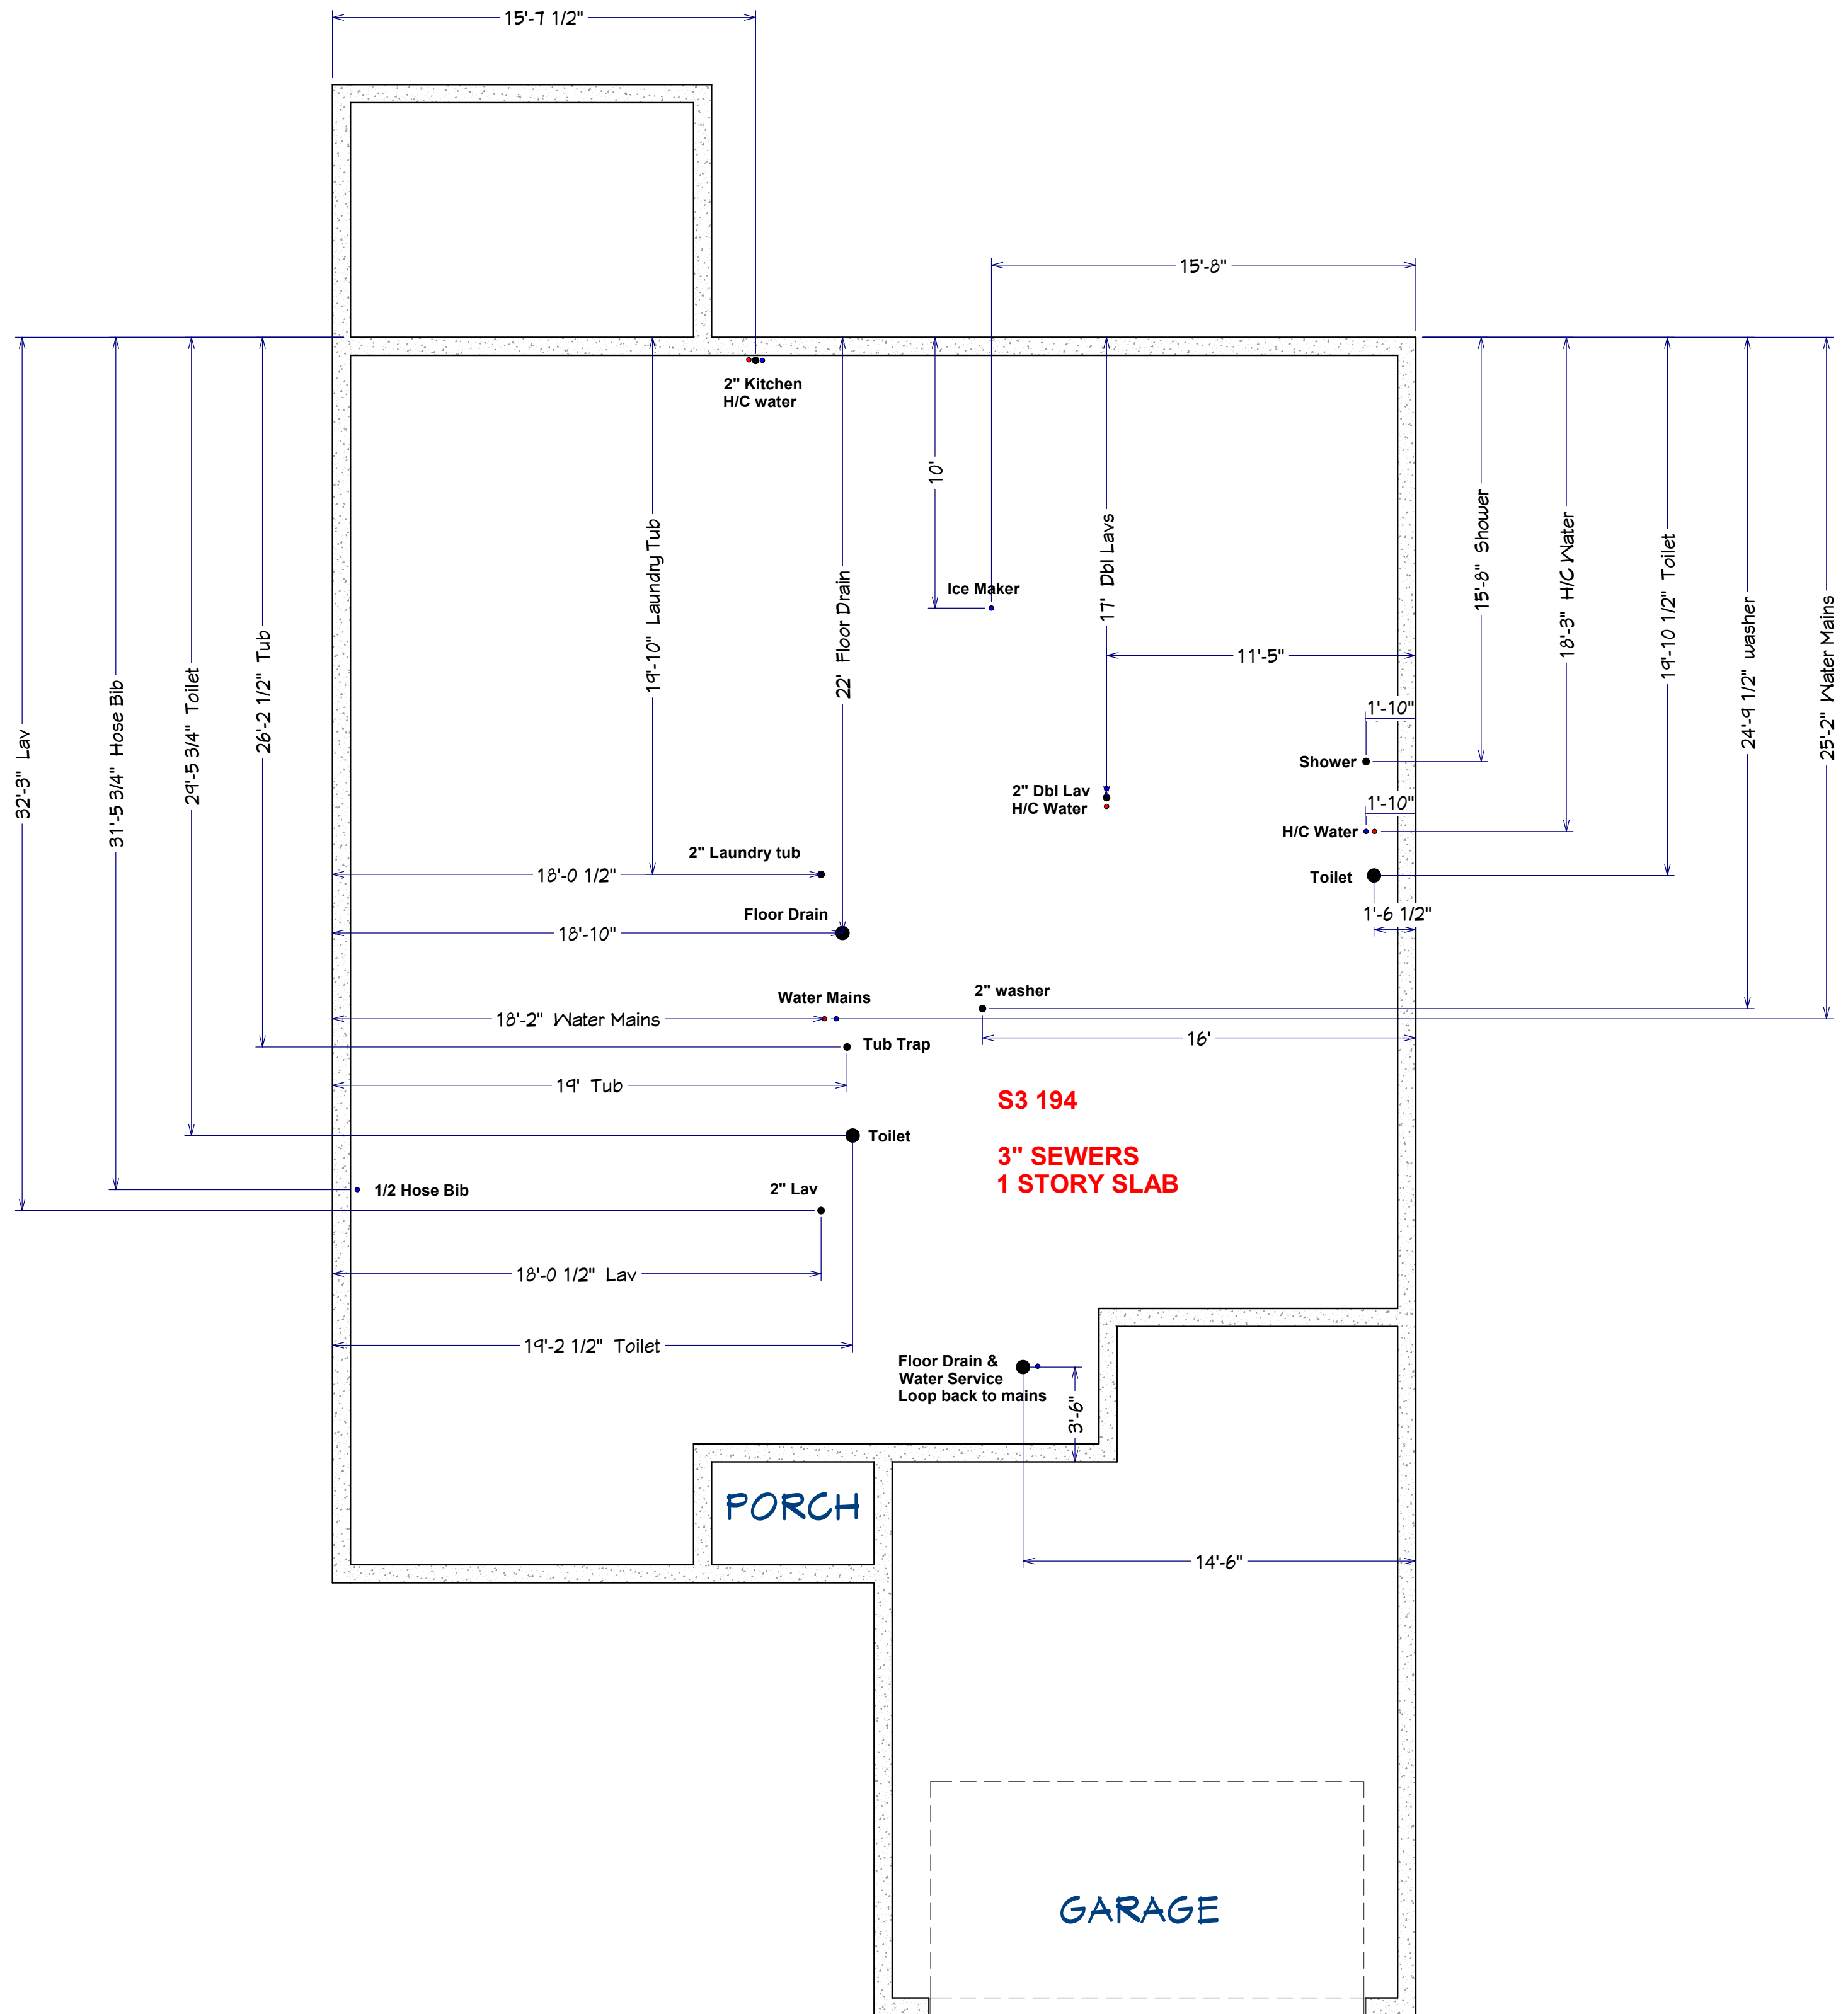 15'-7 1/2"
15'-8"
2" Kitchen
H/C water
10'
Ice Maker
19'-10" Laundry Tub
22' Floor Drain
17' Dbl Lavs
15'-8" Shower
18'-3" H/C Water
19'-10 1/2" Toilet
24'-9 1/2" washer
25'-2" Water Mains
32'-3" Lav
31'-5 3/4" Hose Bib
29'-5 3/4" Toilet
26'-2 1/2" Tub
11'-5"
1'-10"
Shower
2" Dbl Lav
H/C Water
1'-10"
H/C Water
2" Laundry tub
18'-0 1/2"
Toilet
1'-6 1/2"
Floor Drain
18'-10"
2" washer
Water Mains
18'-2" Water Mains
16'
Tub Trap
19' Tub
S3 194
Toilet
3" SEWERS
1 STORY SLAB
1/2 Hose Bib
2" Lav
18'-0 1/2" Lav
19'-2 1/2" Toilet
Floor Drain &
Water Service
Loop back to mains
3'-6"
PORCH
14'-6"
GARAGE